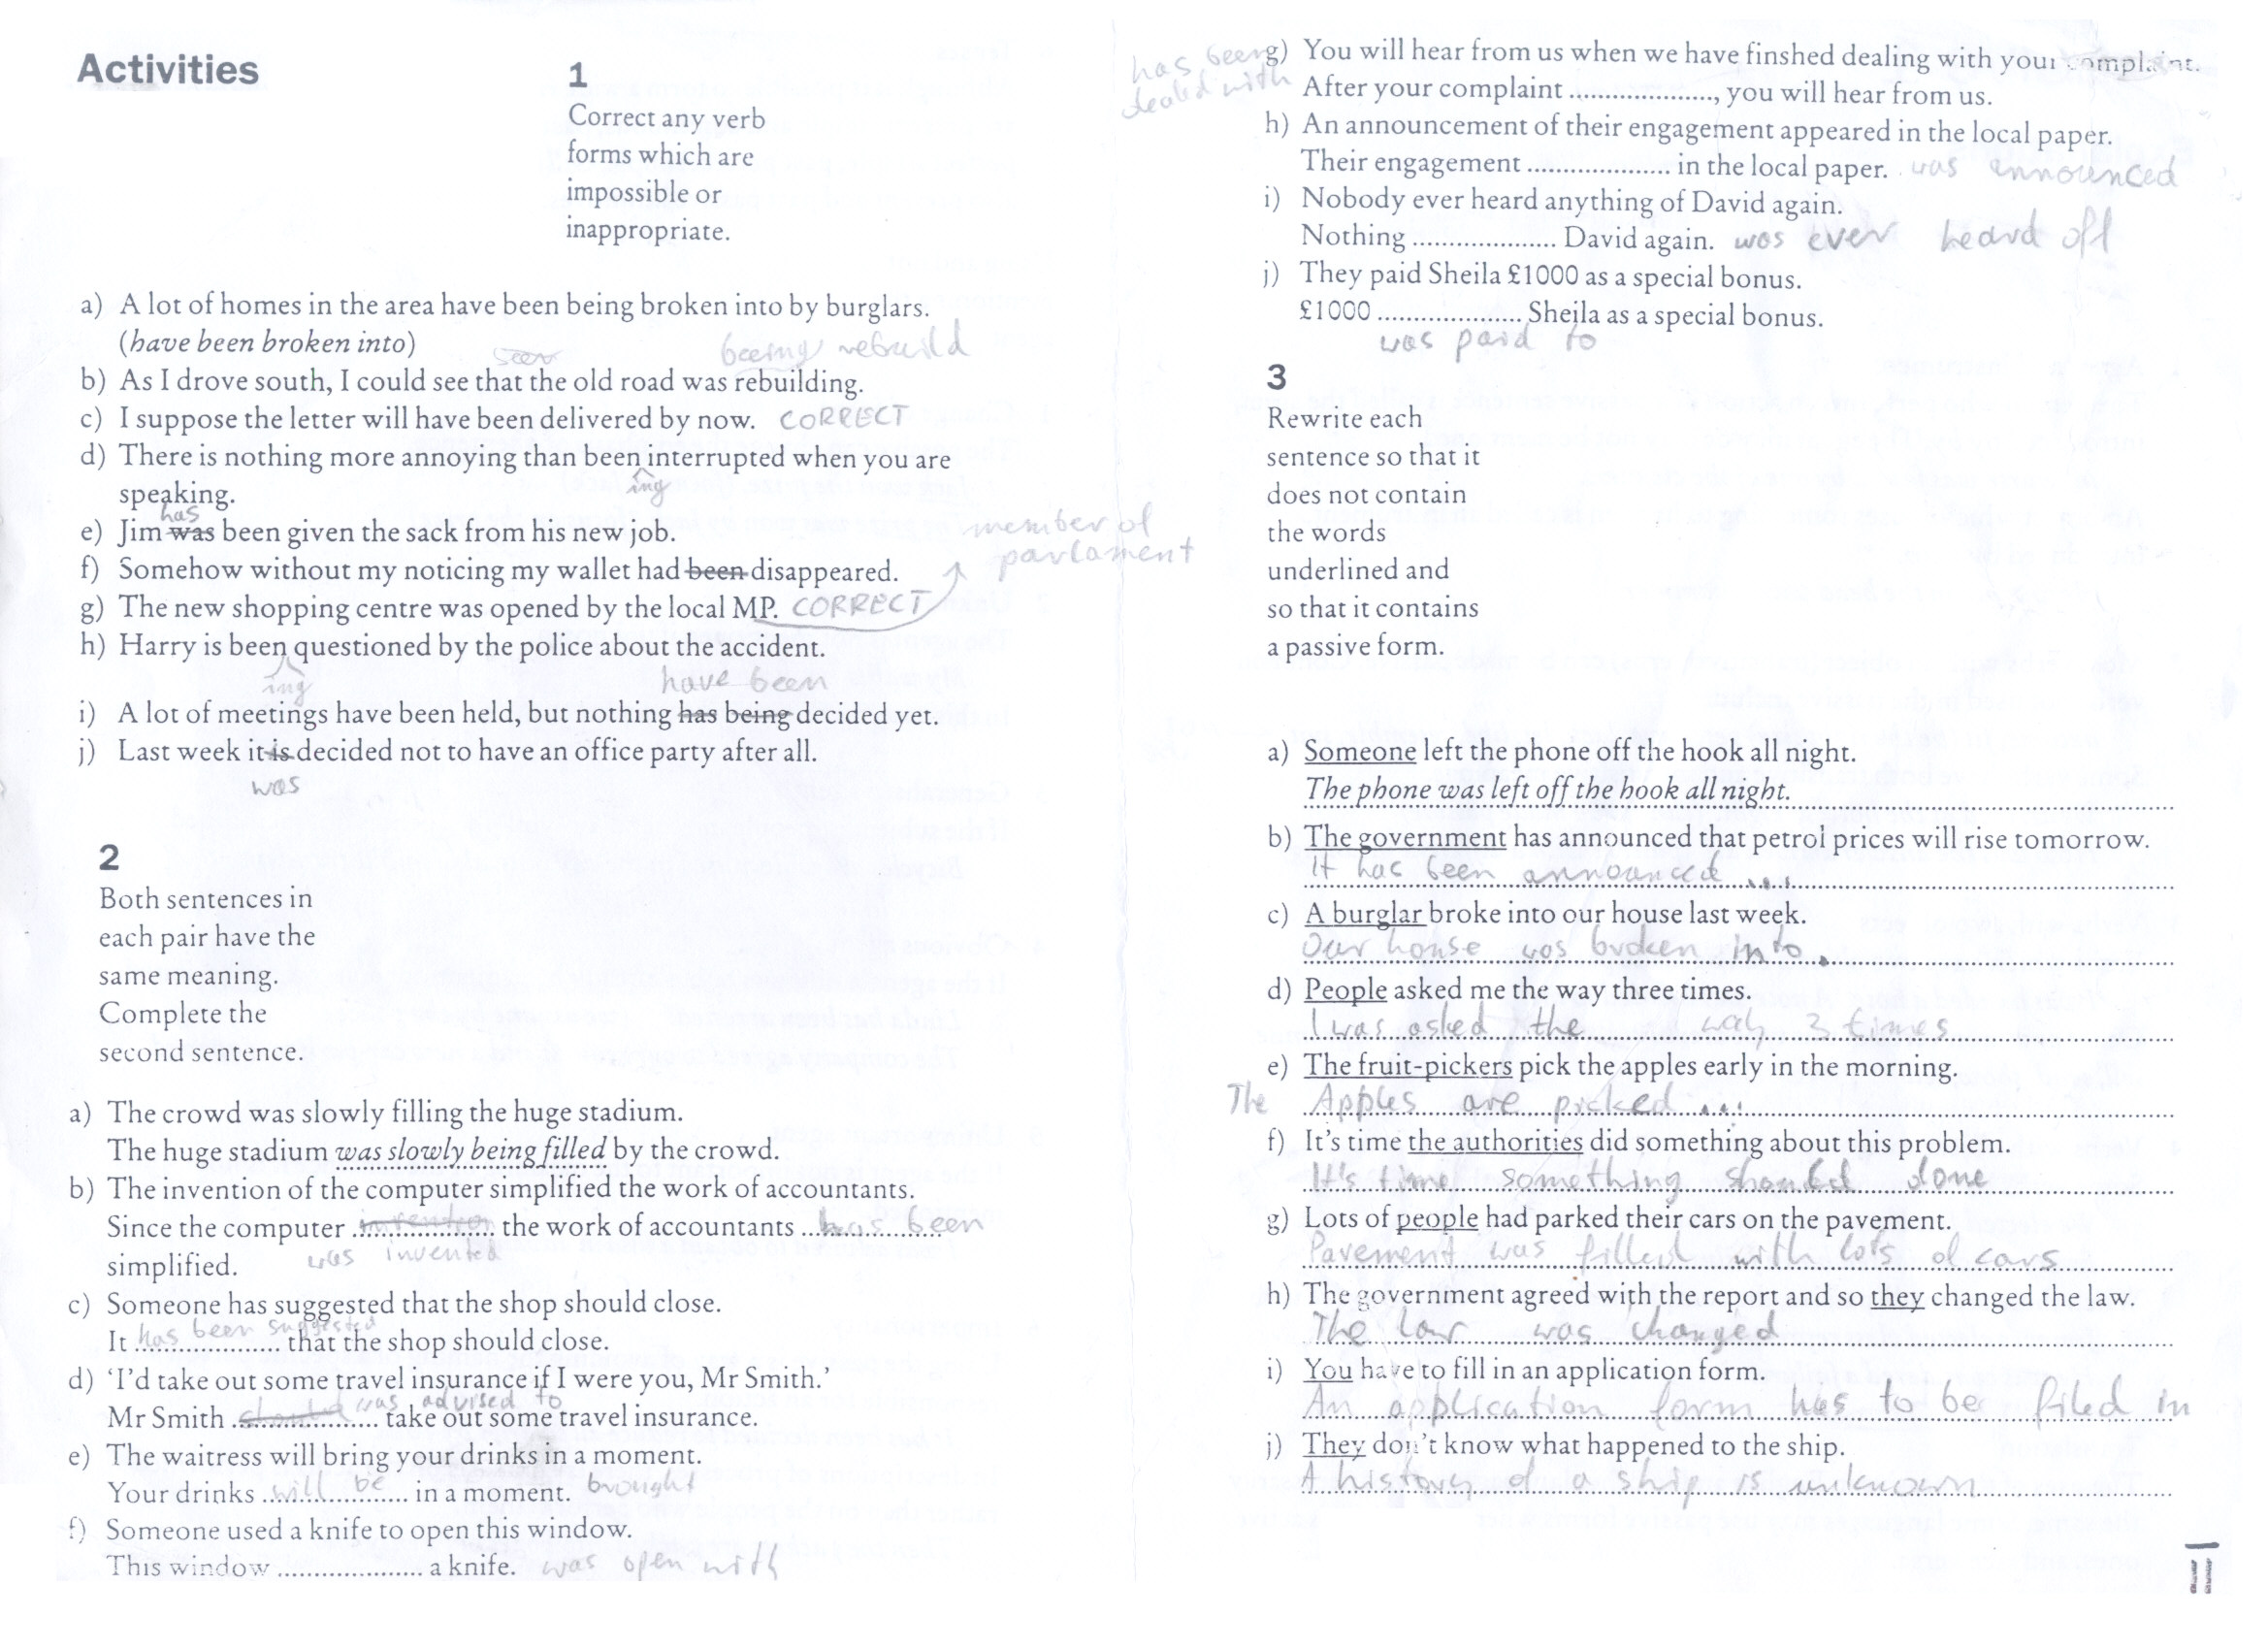 Activities
1
Correct any verb
forms which are
impossible or
inappropriate.
a) A lot of homes in the area have been being broken into by burglars.
(have been broken into)
seen
beeing rebuild
b) As I drove south, I could see that the old road was rebuilding.
c) I suppose the letter will have been delivered by now. CORRECT
d) There is nothing more annoying than been interrupted when you are
ing
speaking.
has
e) Jim was been given the sack from his new job.
member of
parlament
f) Somehow without my noticing my wallet had been disappeared.
g) The new shopping centre was opened by the local MP. CORRECT
h) Harry is been questioned by the police about the accident.
ing
have been
i) A lot of meetings have been held, but nothing has being decided yet.
j) Last week it is decided not to have an office party after all.
was
2
Both sentences in
each pair have the
same meaning.
Complete the
second sentence.
a) The crowd was slowly filling the huge stadium.
The huge stadium was slowly being filled by the crowd.
b) The invention of the computer simplified the work of accountants.
Since the computer invention the work of accountants has been
simplified. was invented
c) Someone has suggested that the shop should close.
It has been suggested that the shop should close.
d) ‘I’d take out some travel insurance if I were you, Mr Smith.’
Mr Smith should was advised to take out some travel insurance.
e) The waitress will bring your drinks in a moment.
Your drinks will be in a moment. brought
f) Someone used a knife to open this window.
This window .................... a knife. was open with
has been
dealed with
g) You will hear from us when we have finshed dealing with your complaint.
After your complaint ...................., you will hear from us.
h) An announcement of their engagement appeared in the local paper.
Their engagement .................... in the local paper. was announced
i) Nobody ever heard anything of David again.
Nothing .................... David again. was ever heard off
j) They paid Sheila £1000 as a special bonus.
£1000 .................... Sheila as a special bonus.
was paid to
3
Rewrite each
sentence so that it
does not contain
the words
underlined and
so that it contains
a passive form.
a) Someone left the phone off the hook all night.
The phone was left off the hook all night.
b) The government has announced that petrol prices will rise tomorrow.
It has been announced ...
c) A burglar broke into our house last week.
Our house was broken into.
d) People asked me the way three times.
I was asked the way 3 times
e) The fruit-pickers pick the apples early in the morning.
The Apples are picked ...
f) It’s time the authorities did something about this problem.
It's time something should done
g) Lots of people had parked their cars on the pavement.
Pavement was filled with lots of cars
h) The government agreed with the report and so they changed the law.
The law was changed
i) You have to fill in an application form.
An application form has to be filed in
j) They don’t know what happened to the ship.
A history of a ship is unknown
11